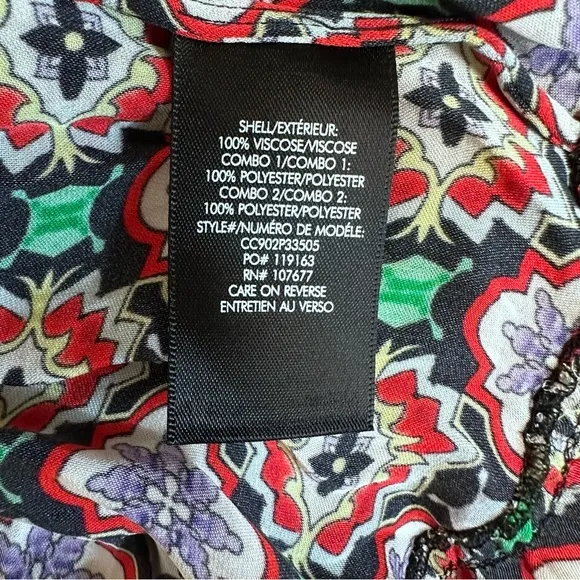 SHELL/EXTÉRIEUR:
100% VISCOSE/VISCOSE
COMBO 1/COMBO 1:
100% POLYESTER/POLYESTER
COMBO 2/COMBO 2:
100% POLYESTER/POLYESTER
STYLE#/NUMÉRO DE MODÉLE:
CC902P33505
PO# 119163
RN# 107677
CARE ON REVERSE
ENTRETIEN AU VERSO